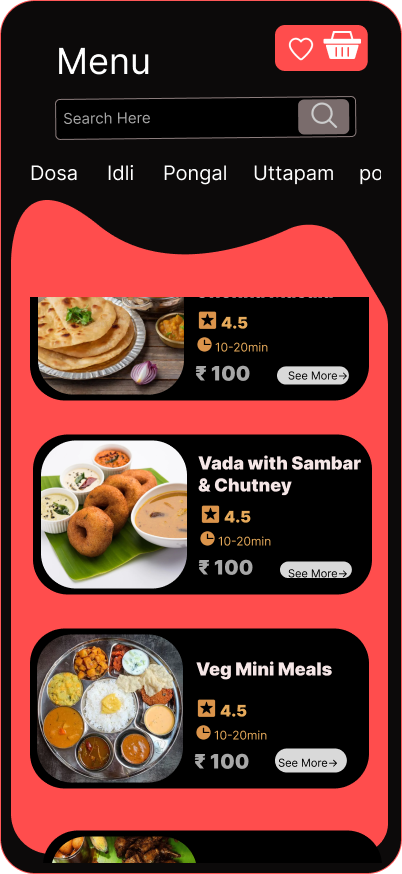 Menu
Search Here
Dosa Idli Pongal Uttapam po
4.5
10-20min
₹ 100
See More→
Vada with Sambar
& Chutney
4.5
10-20min
₹ 100
See More→
Veg Mini Meals
4.5
10-20min
₹ 100
See More→